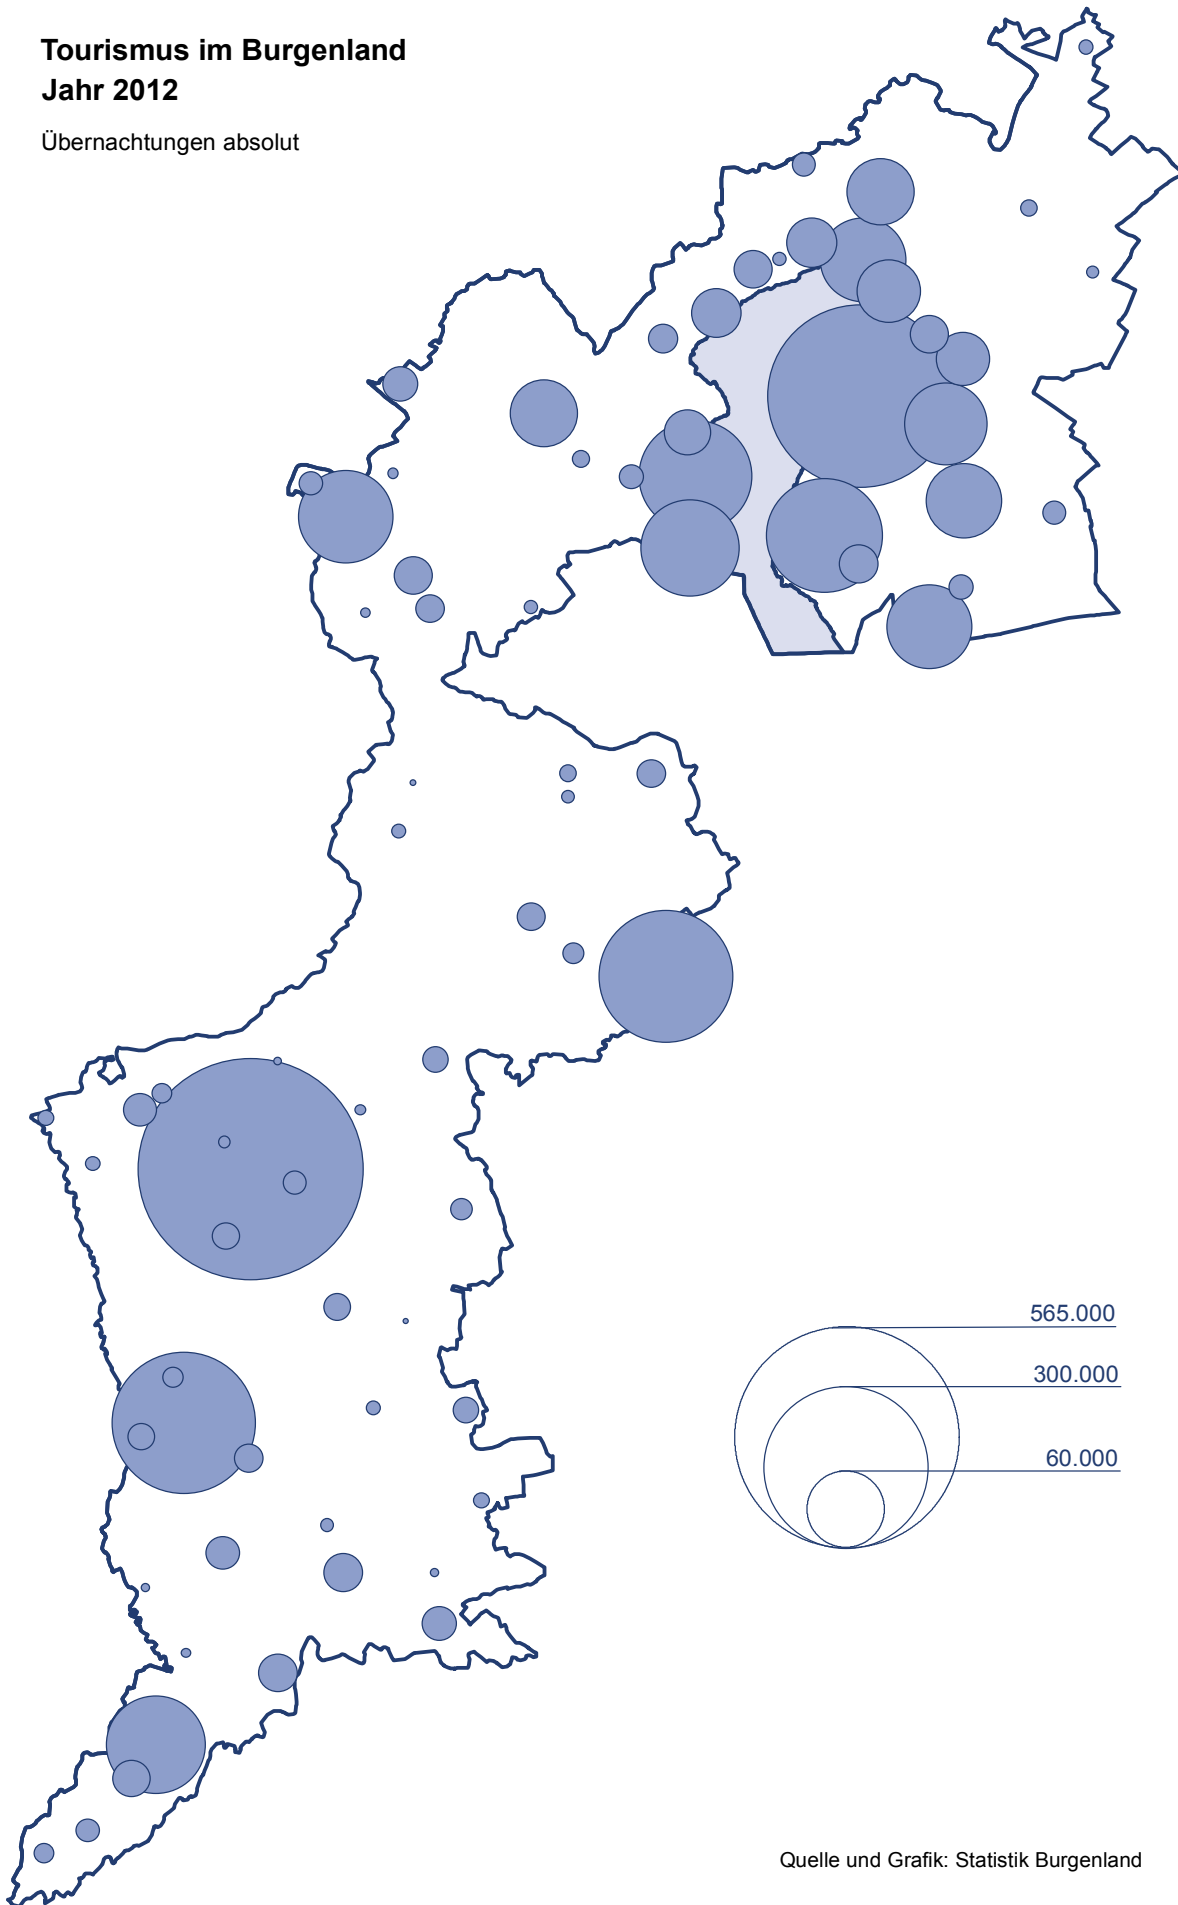 Tourismus im Burgenland
Jahr 2012
Übernachtungen absolut
565.000
300.000
60.000
Quelle und Grafik: Statistik Burgenland